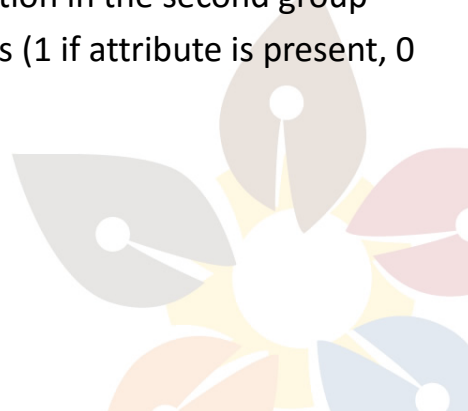 tion in the second group
s (1 if attribute is present, 0